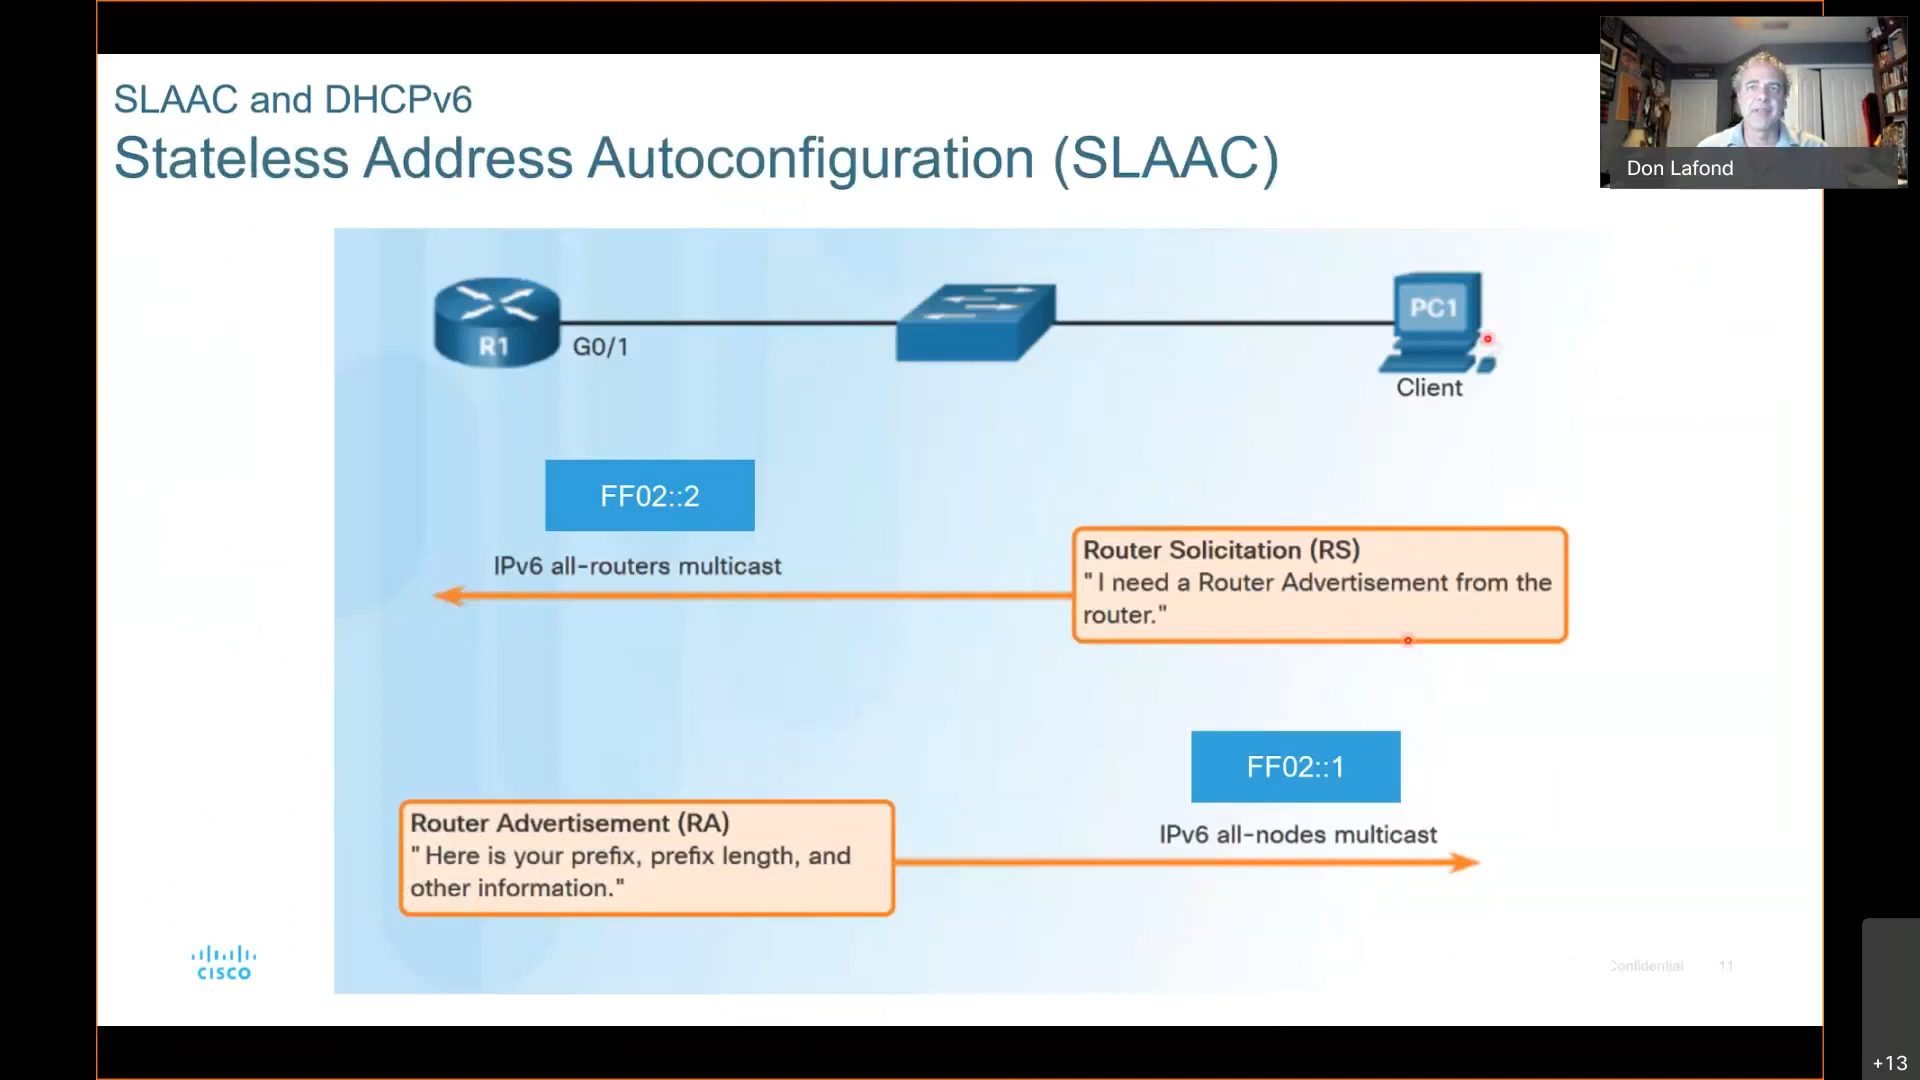 SLAAC and DHCPv6
Stateless Address Autoconfiguration (SLAAC)
Don Lafond
R1
G0/1
PC1
Client
FF02::2
IPv6 all-routers multicast
Router Solicitation (RS)
"I need a Router Advertisement from the
router."
FF02::1
IPv6 all-nodes multicast
Router Advertisement (RA)
"Here is your prefix, prefix length, and
other information."
CISCO
Confidential 11
+13